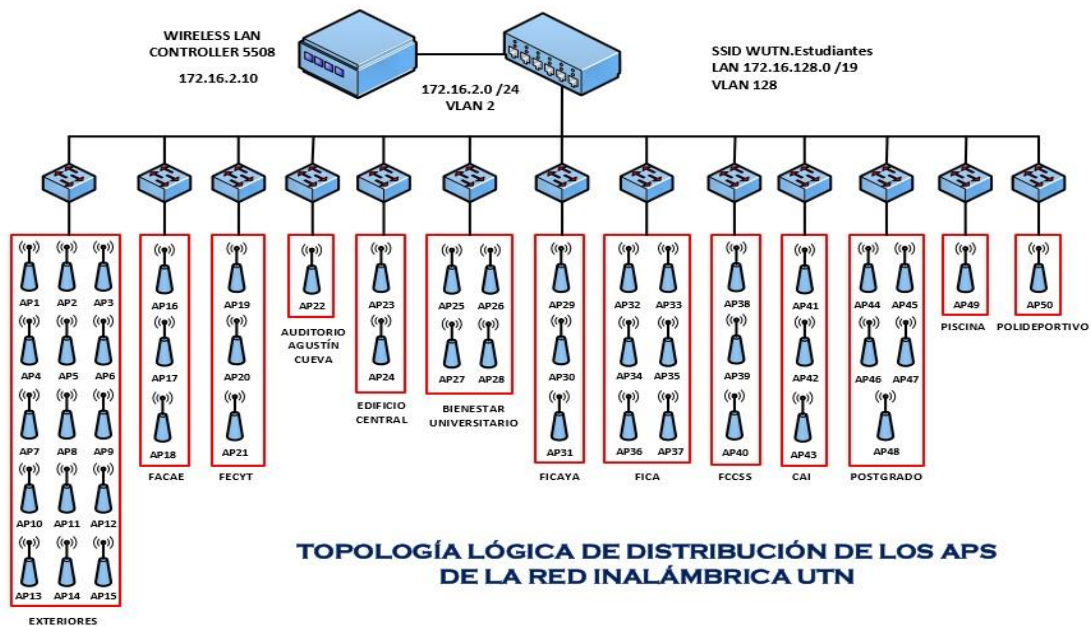 WIRELESS LAN
CONTROLLER 5508
172.16.2.10
172.16.2.0 /24
VLAN 2
SSID WUTN.Estudiantes
LAN 172.16.128.0 /19
VLAN 128
AP1 AP2 AP3
AP4 AP5 AP6
AP7 AP8 AP9
AP10 AP11 AP12
AP13 AP14 AP15
EXTERIORES
AP16
AP17
AP18
FACAE
AP19
AP20
AP21
FECYT
AP22
AUDITORIO
AGUSTÍN
CUEVA
AP23
AP24
EDIFICIO
CENTRAL
AP25 AP26
AP27 AP28
BIENESTAR
UNIVERSITARIO
AP29
AP30
AP31
FICAYA
AP32 AP33
AP34 AP35
AP36 AP37
FICA
AP38
AP39
AP40
FCCSS
AP41
AP42
AP43
CAI
AP44 AP45
AP46 AP47
AP48
POSTGRADO
AP49
PISCINA
AP50
POLIDEPORTIVO
TOPOLOGÍA LÓGICA DE DISTRIBUCIÓN DE LOS APS
DE LA RED INALÁMBRICA UTN